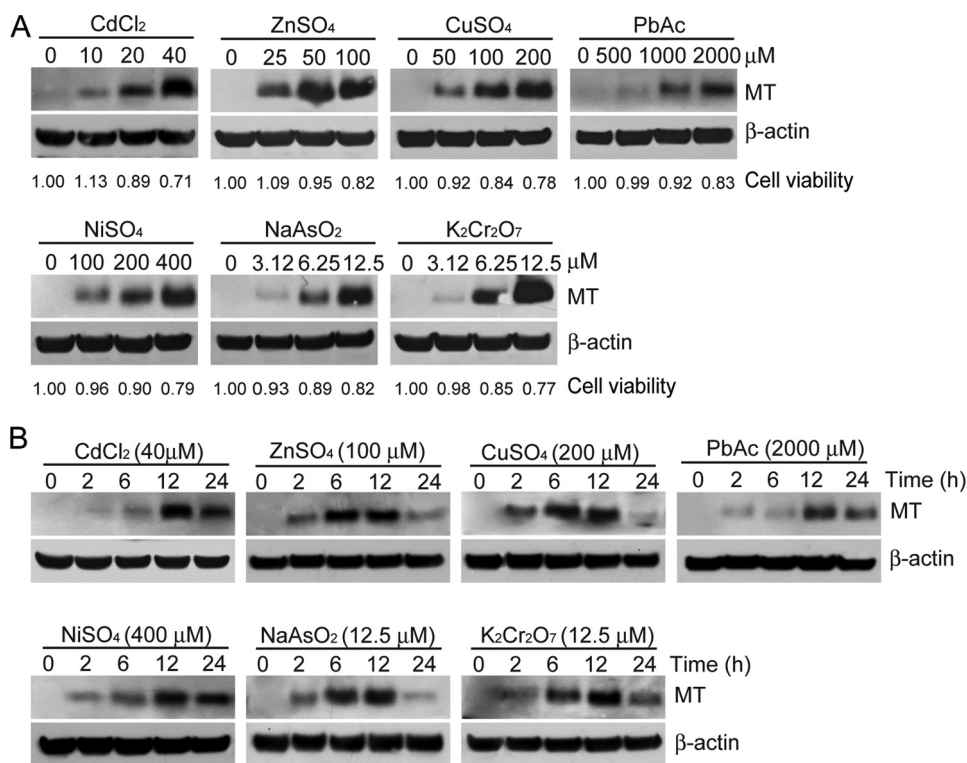 A
CdCl₂ ZnSO₄ CuSO₄ PbAc
0 10 20 40 0 25 50 100 0 50 100 200 0 500 1000 2000 μM
MT
β-actin
1.00 1.13 0.89 0.71 1.00 1.09 0.95 0.82 1.00 0.92 0.84 0.78 1.00 0.99 0.92 0.83 Cell viability
NiSO₄ NaAsO₂ K₂Cr₂O₇
0 100 200 400 0 3.12 6.25 12.5 0 3.12 6.25 12.5 μM
MT
β-actin
1.00 0.96 0.90 0.79 1.00 0.93 0.89 0.82 1.00 0.98 0.85 0.77 Cell viability
B
CdCl₂ (40μM) ZnSO₄ (100 μM) CuSO₄ (200 μM) PbAc (2000 μM)
0 2 6 12 24 0 2 6 12 24 0 2 6 12 24 0 2 6 12 24 Time (h)
MT
β-actin
NiSO₄ (400 μM) NaAsO₂ (12.5 μM) K₂Cr₂O₇ (12.5 μM)
0 2 6 12 24 0 2 6 12 24 0 2 6 12 24 Time (h)
MT
β-actin